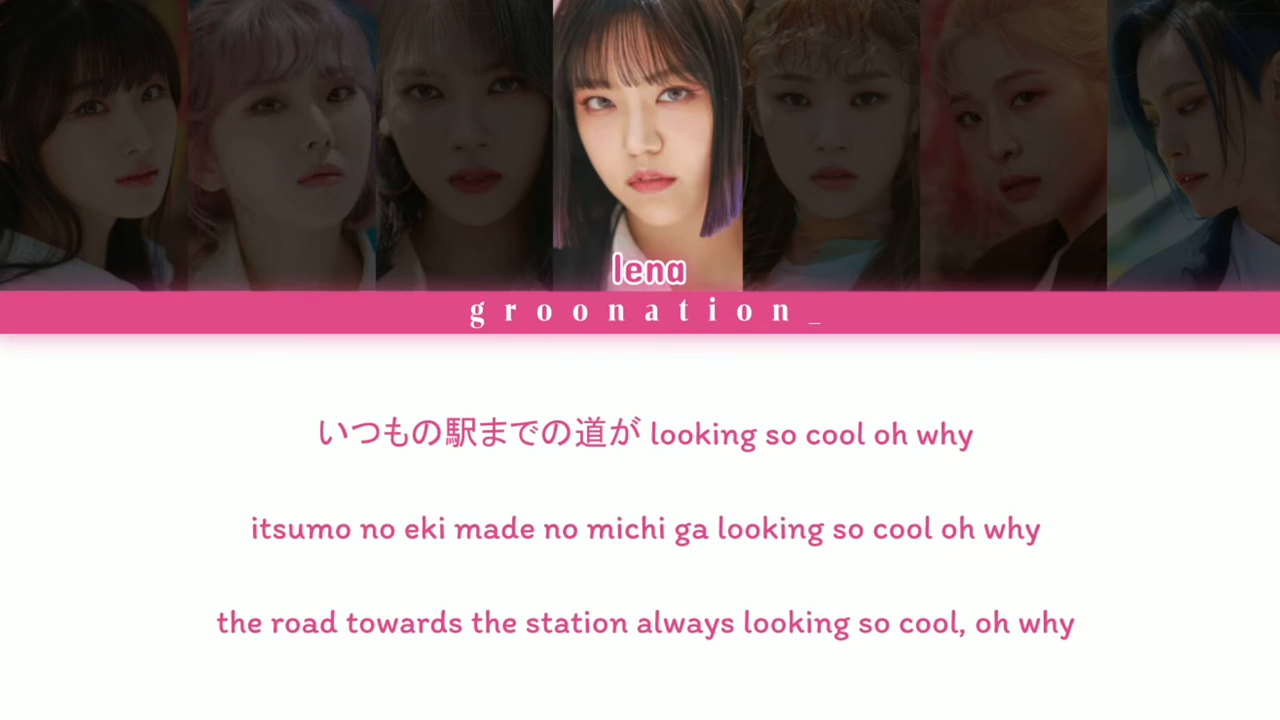 lena
groonation_
いつもの駅までの道が looking so cool oh why
itsumo no eki made no michi ga looking so cool oh why
the road towards the station always looking so cool, oh why